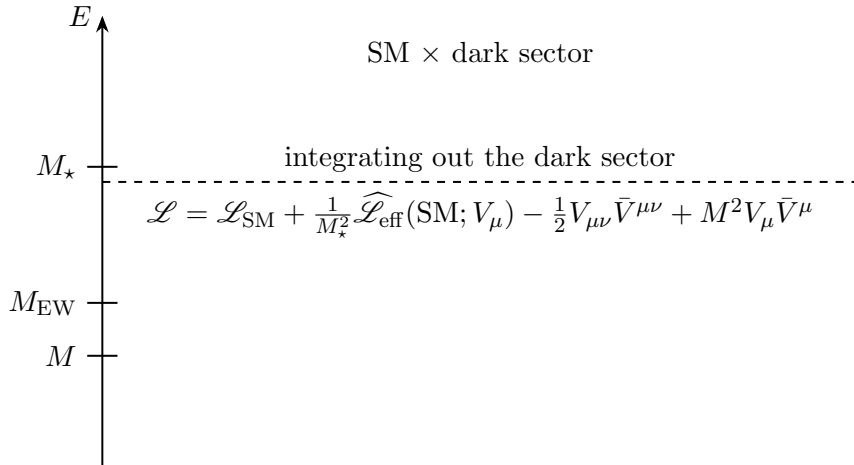 E
SM × dark sector
integrating out the dark sector
M⋆
ℒ = ℒ_SM + 1/M⋆² ℒ̂_eff(SM; V_μ) − ½ V_μν V̄^μν + M² V_μ V̄^μ
M_EW
M